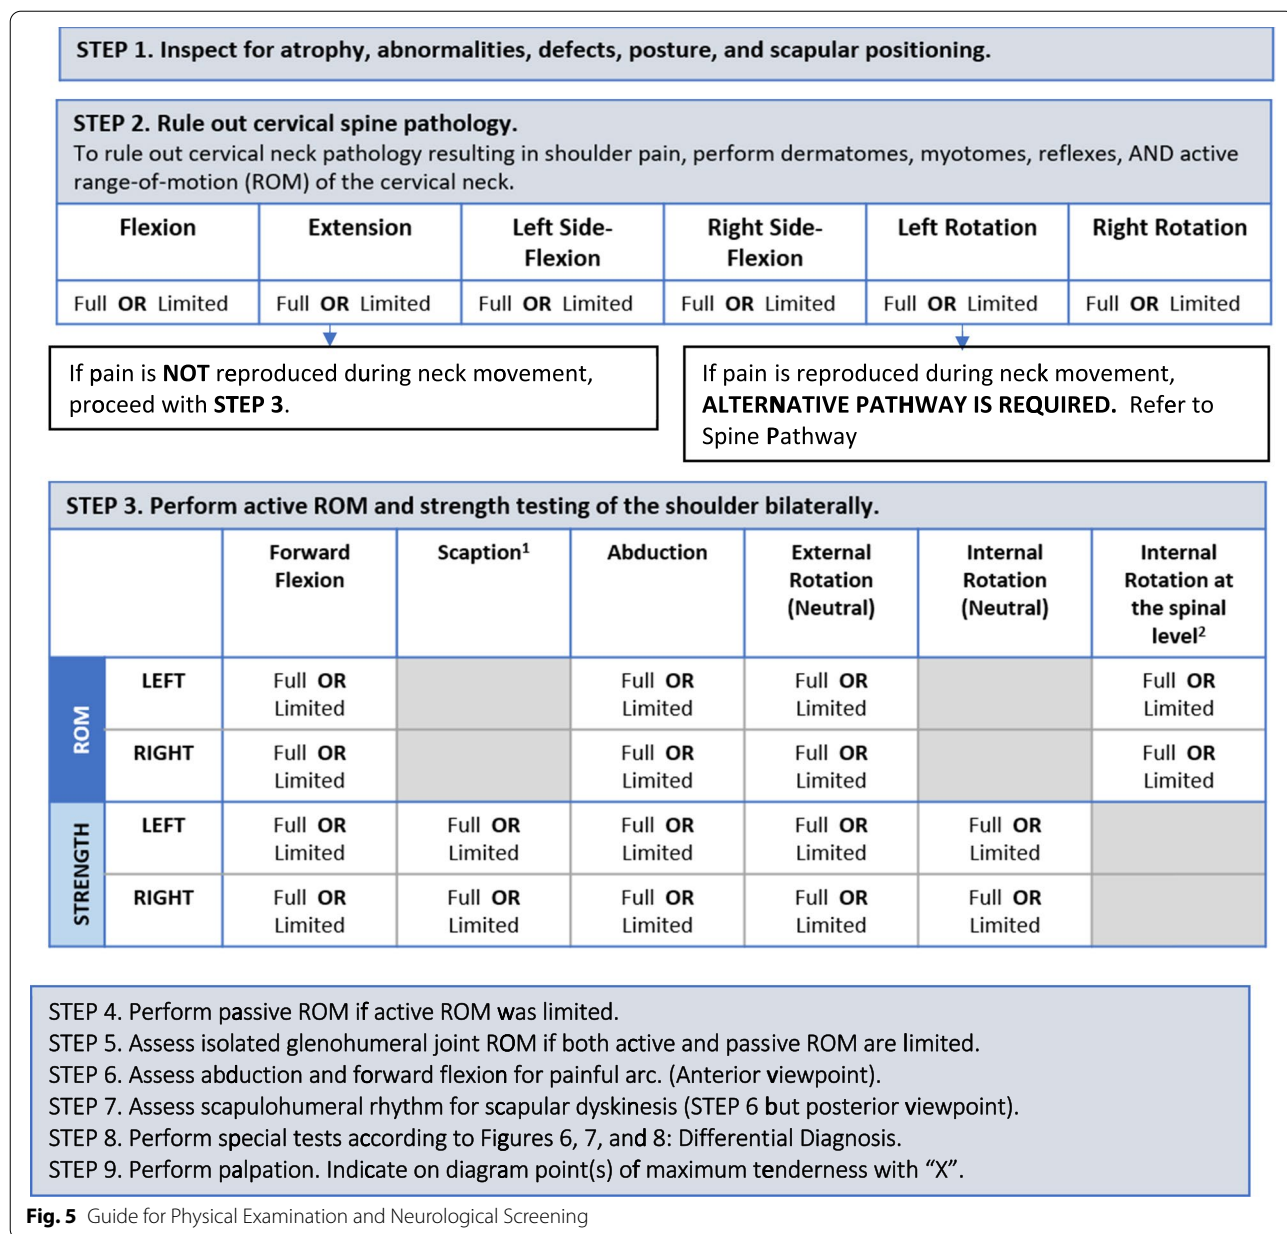 STEP 1. Inspect for atrophy, abnormalities, defects, posture, and scapular positioning.
STEP 2. Rule out cervical spine pathology.
To rule out cervical neck pathology resulting in shoulder pain, perform dermatomes, myotomes, reflexes, AND active
range-of-motion (ROM) of the cervical neck.
Flexion Extension Left Side- Right Side- Left Rotation Right Rotation
Flexion Flexion
Full OR Limited Full OR Limited Full OR Limited Full OR Limited Full OR Limited Full OR Limited
If pain is NOT reproduced during neck movement,
proceed with STEP 3.
If pain is reproduced during neck movement,
ALTERNATIVE PATHWAY IS REQUIRED. Refer to
Spine Pathway
STEP 3. Perform active ROM and strength testing of the shoulder bilaterally.
Forward Scaption¹ Abduction External Internal Internal
Flexion Rotation Rotation Rotation at
(Neutral) (Neutral) the spinal
level²
ROM
LEFT Full OR Full OR Full OR Full OR
Limited Limited Limited Limited
RIGHT Full OR Full OR Full OR Full OR
Limited Limited Limited Limited
STRENGTH
LEFT Full OR Full OR Full OR Full OR Full OR
Limited Limited Limited Limited Limited
RIGHT Full OR Full OR Full OR Full OR Full OR
Limited Limited Limited Limited Limited
STEP 4. Perform passive ROM if active ROM was limited.
STEP 5. Assess isolated glenohumeral joint ROM if both active and passive ROM are limited.
STEP 6. Assess abduction and forward flexion for painful arc. (Anterior viewpoint).
STEP 7. Assess scapulohumeral rhythm for scapular dyskinesis (STEP 6 but posterior viewpoint).
STEP 8. Perform special tests according to Figures 6, 7, and 8: Differential Diagnosis.
STEP 9. Perform palpation. Indicate on diagram point(s) of maximum tenderness with “X”.
Fig. 5 Guide for Physical Examination and Neurological Screening